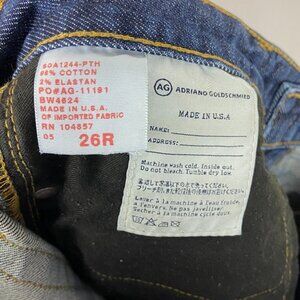 50A1244-PTH
98% COTTON
2% ELASTAN
PO#AG-11191
BW4624
MADE IN U.S.A.
OF IMPORTED FABRIC
RN 104857
05
26R
AG ADRIANO GOLDSCHMIED
MADE IN U.S.A
NAME:
ADDRESS:
Machine wash cold. Inside out.
Do not bleach. Tumble dry low.
Laver à la machine à l'eau froide,
à l'envers. Ne pas javelliser
Sécher à la machine cycle doux